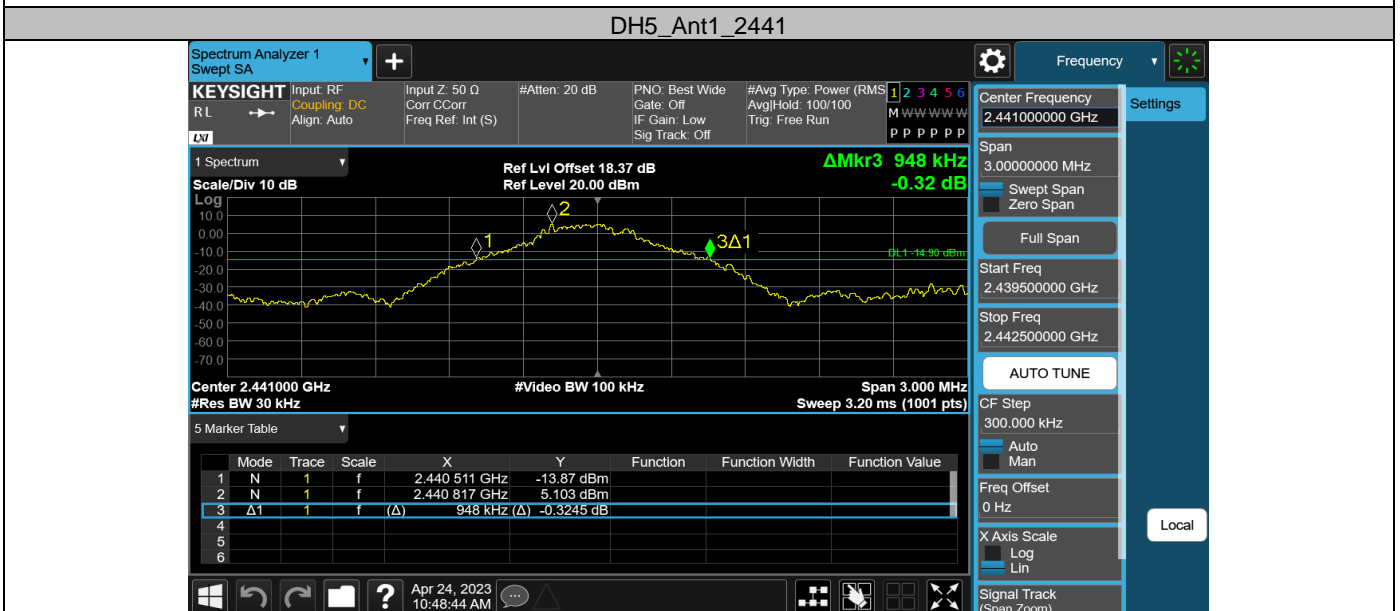 DH5_Ant1_2441
Spectrum Analyzer 1
Swept SA
Frequency
KEYSIGHT
RL
LXI
Input: RF
Coupling: DC
Align: Auto
Input Z: 50 Ω
Corr CCorr
Freq Ref: Int (S)
#Atten: 20 dB
PNO: Best Wide
Gate: Off
IF Gain: Low
Sig Track: Off
#Avg Type: Power (RMS
Avg|Hold: 100/100
Trig: Free Run
1 2 3 4 5 6
M W W W W W
P P P P P P
1 Spectrum
Scale/Div 10 dB
Ref Lvl Offset 18.37 dB
Ref Level 20.00 dBm
ΔMkr3 948 kHz
-0.32 dB
Log
10.0
0.00
-10.0
-20.0
-30.0
-40.0
-50.0
-60.0
-70.0
1
2
3Δ1
DL1 -14.90 dBm
Center 2.441000 GHz
#Video BW 100 kHz
Span 3.000 MHz
#Res BW 30 kHz
Sweep 3.20 ms (1001 pts)
5 Marker Table
Mode Trace Scale X Y Function Function Width Function Value
1 N 1 f 2.440 511 GHz -13.87 dBm
2 N 1 f 2.440 817 GHz 5.103 dBm
3 Δ1 1 f (Δ) 948 kHz (Δ) -0.3245 dB
4
5
6
Apr 24, 2023
10:48:44 AM
Center Frequency
2.441000000 GHz
Settings
Span
3.00000000 MHz
Swept Span
Zero Span
Full Span
Start Freq
2.439500000 GHz
Stop Freq
2.442500000 GHz
AUTO TUNE
CF Step
300.000 kHz
Auto
Man
Freq Offset
0 Hz
Local
X Axis Scale
Log
Lin
Signal Track
(Span Zoom)